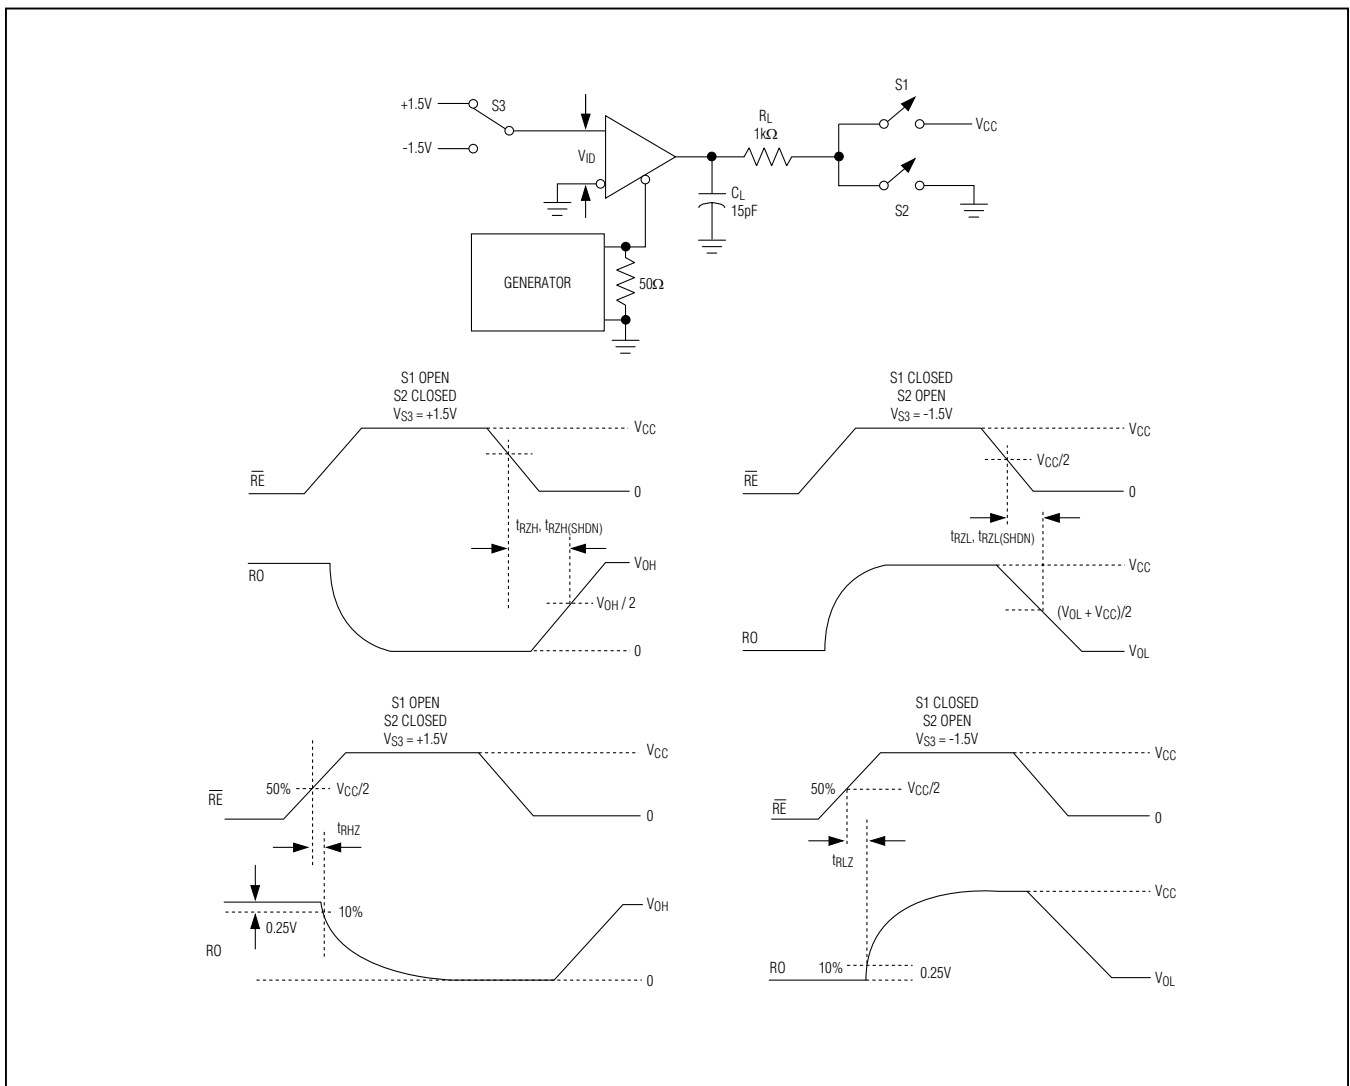 +1.5V
S3
-1.5V
VID
RL
1kΩ
S1
VCC
CL
15pF
S2
GENERATOR
50Ω
S1 OPEN
S2 CLOSED
VS3 = +1.5V
VCC
RE
0
tRZH, tRZH(SHDN)
RO
VOH
VOH / 2
0
S1 CLOSED
S2 OPEN
VS3 = -1.5V
VCC
VCC/2
RE
0
tRZL, tRZL(SHDN)
VCC
(VOL + VCC)/2
RO
VOL
S1 OPEN
S2 CLOSED
VS3 = +1.5V
VCC
50%
VCC/2
RE
0
tRHZ
VOH
10%
0.25V
RO
0
S1 CLOSED
S2 OPEN
VS3 = -1.5V
VCC
50%
VCC/2
RE
0
tRLZ
VCC
RO
10%
0.25V
VOL